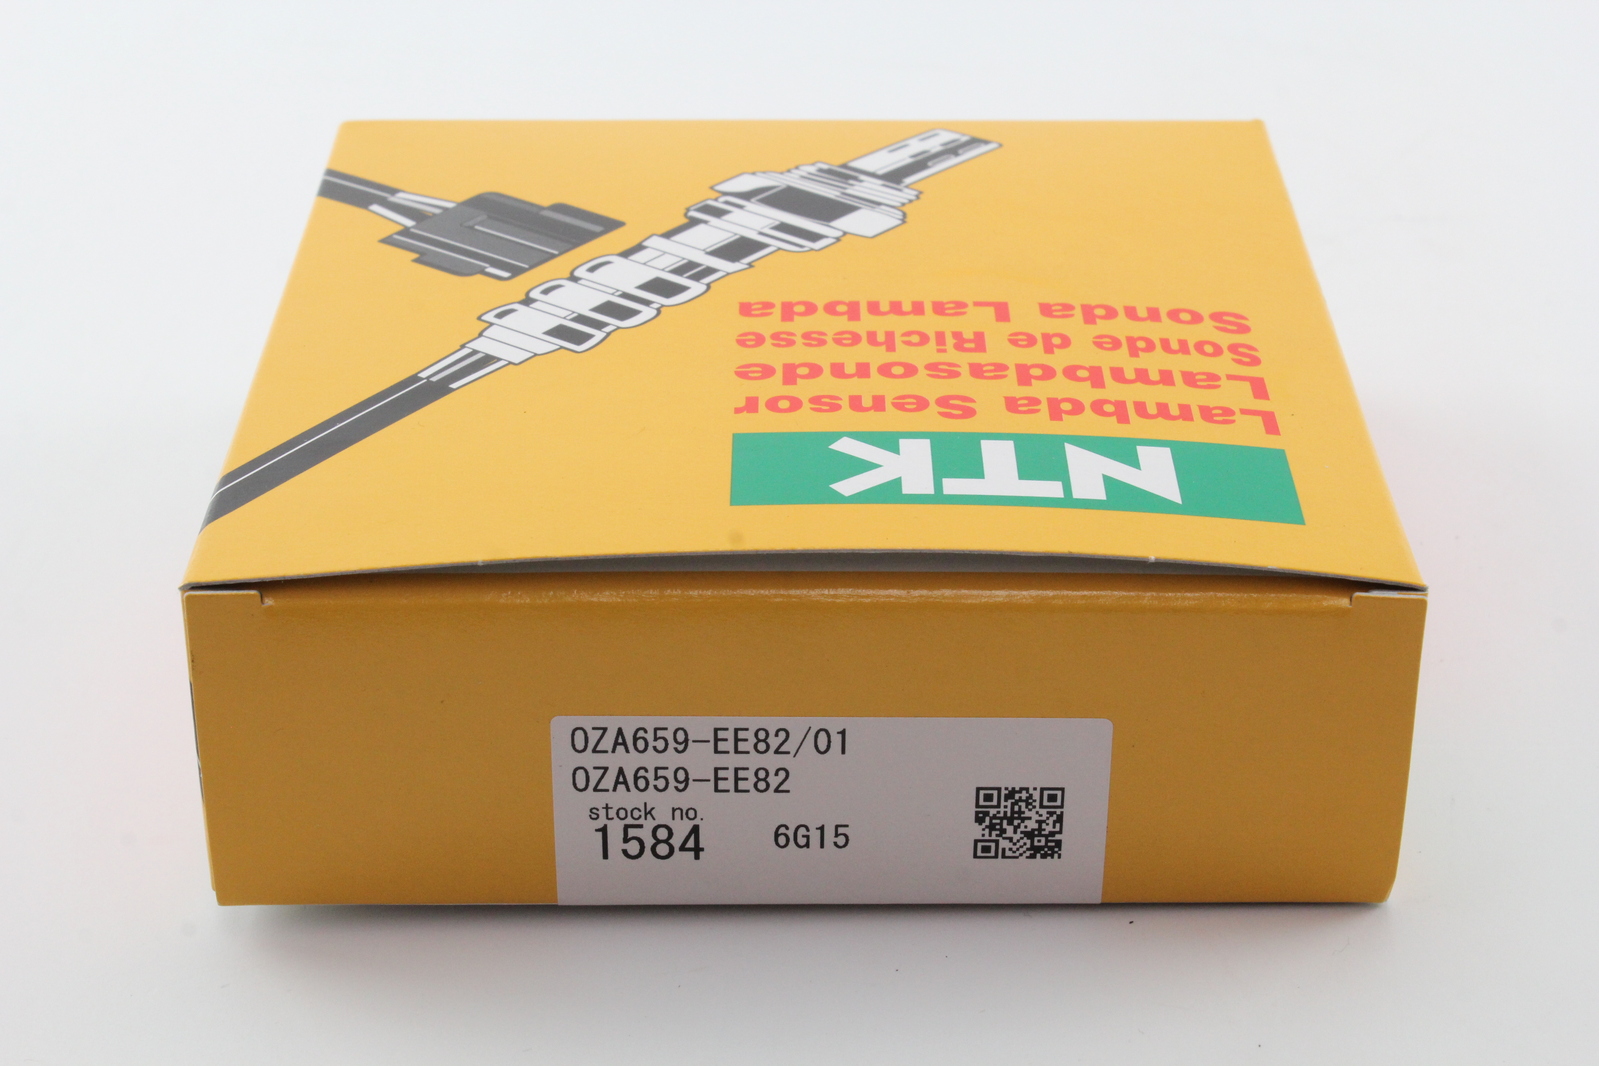 NTK
Lambda Sensor
Lambdasonde
Sonde de Richesse
Sonda Lambda
OZA659-EE82/01
OZA659-EE82
stock no.
1584 6G15